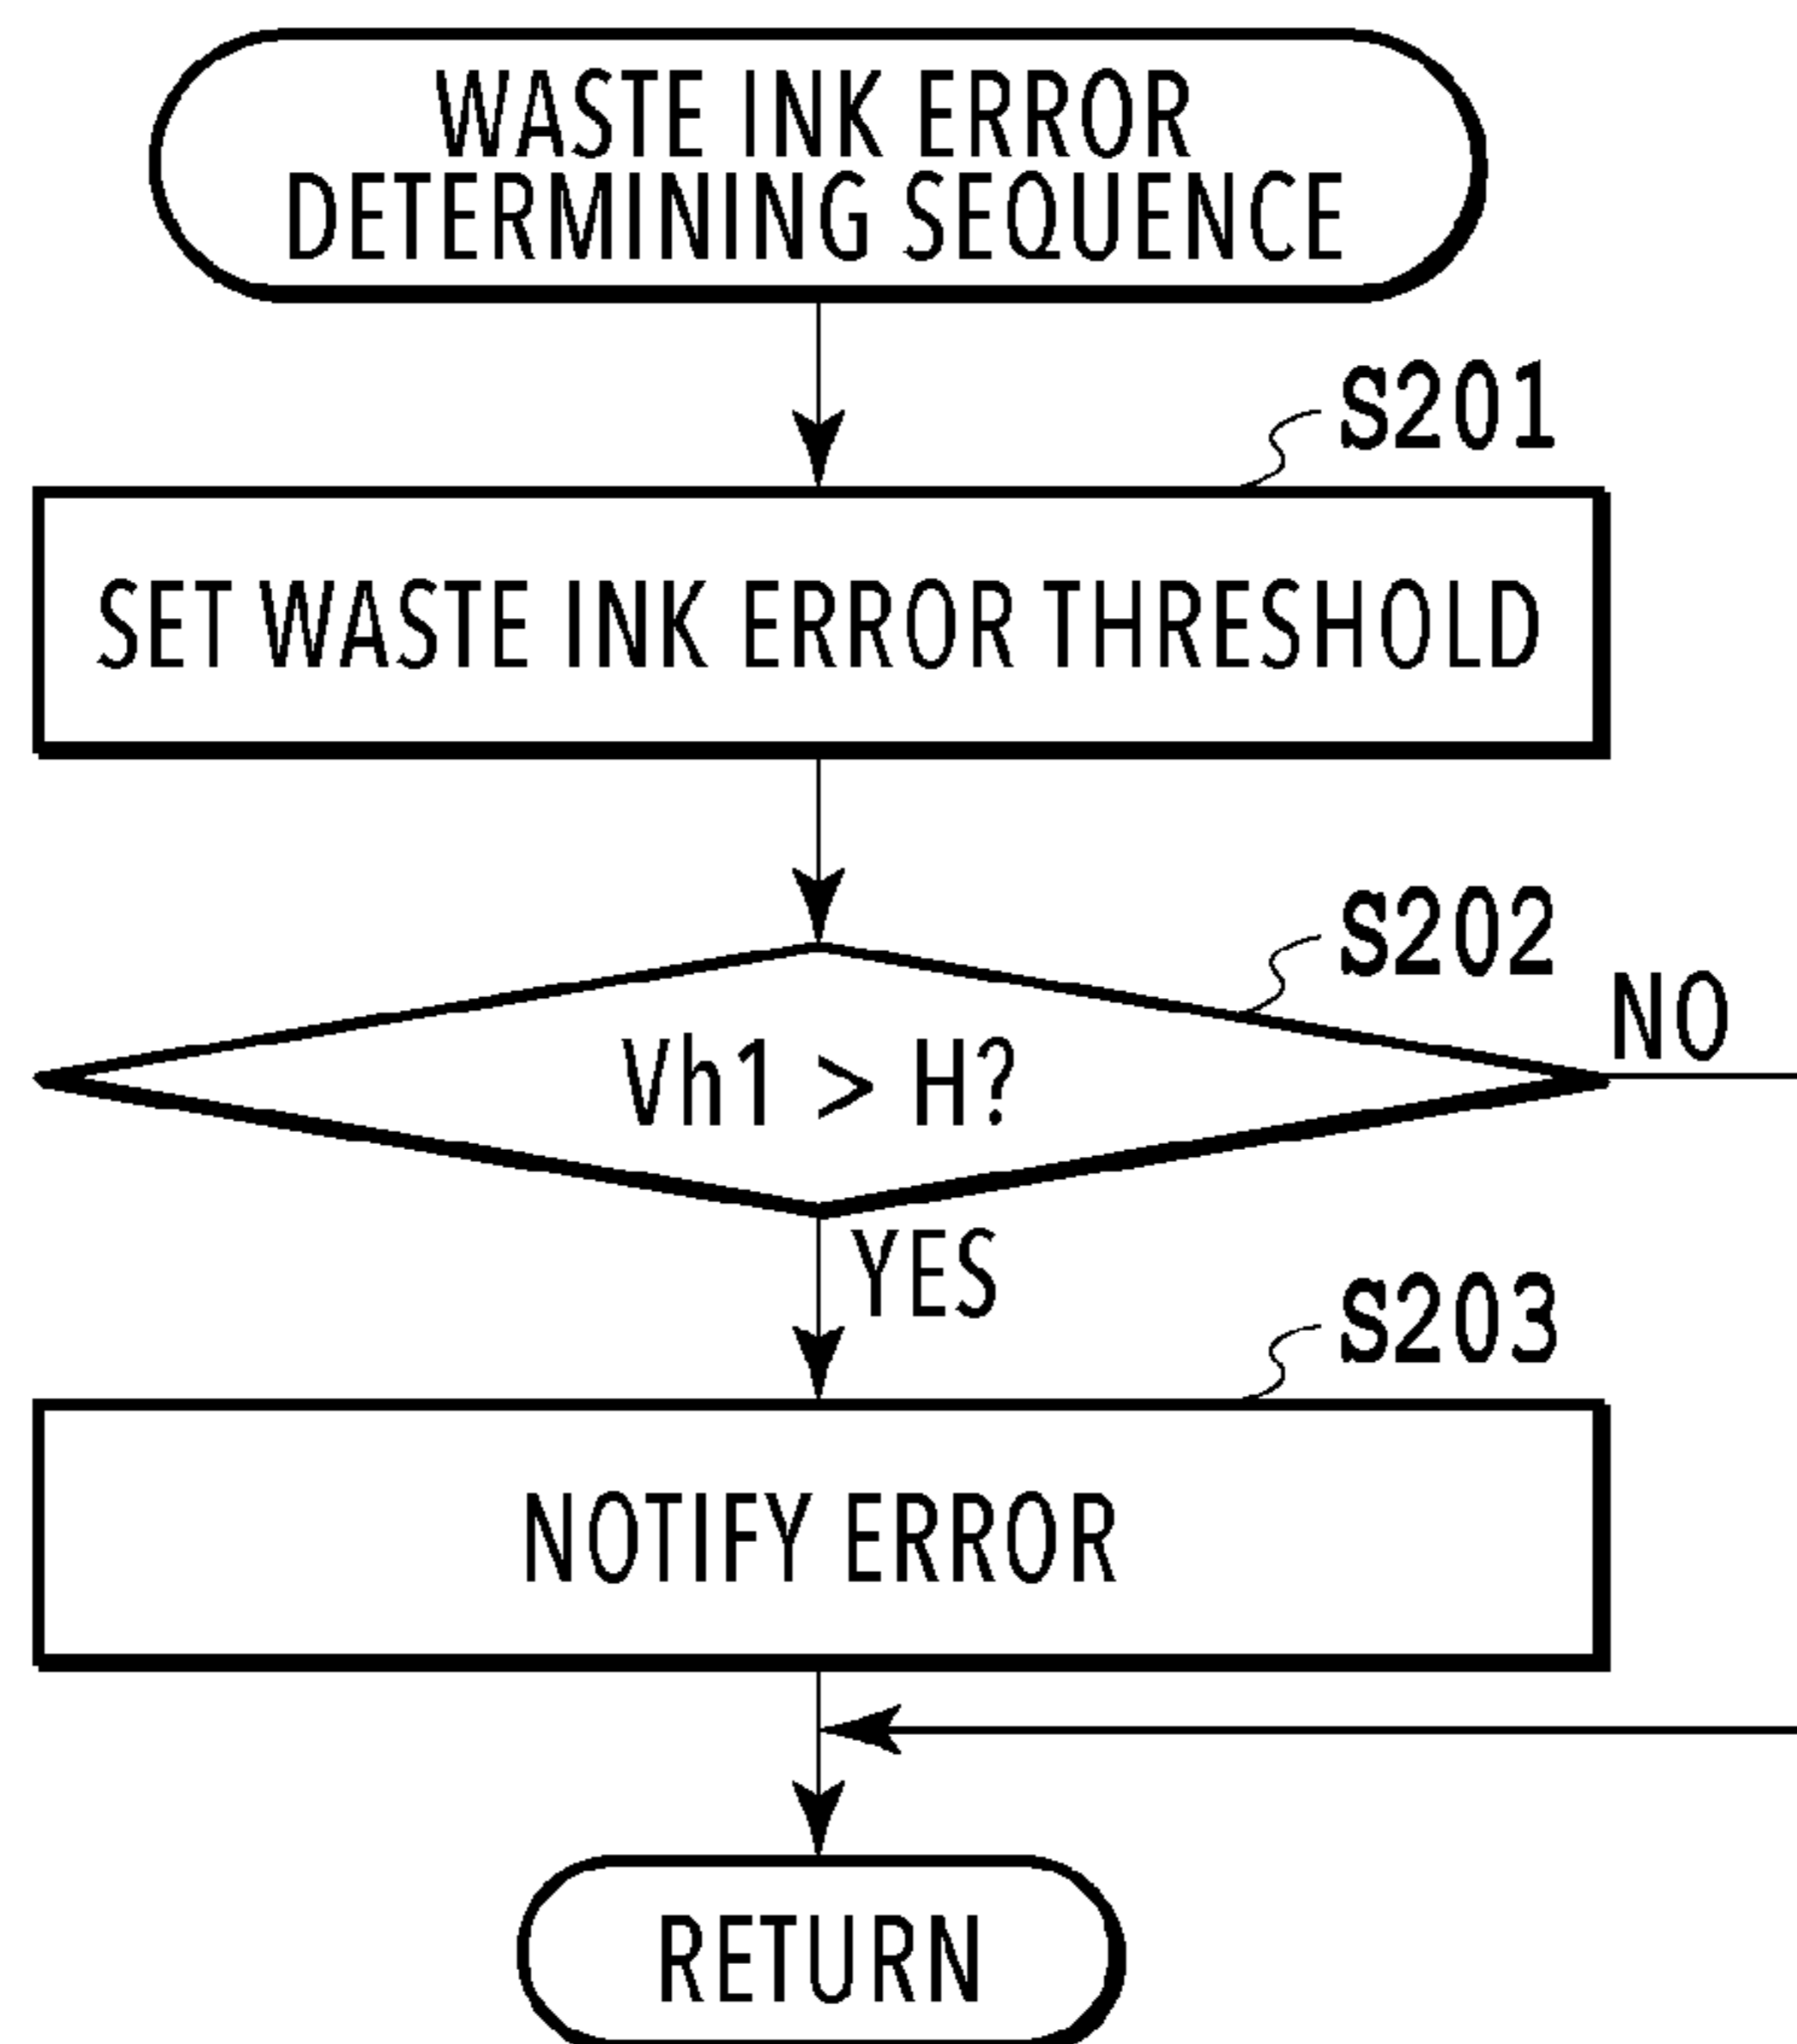 WASTE INK ERROR
DETERMINING SEQUENCE
S201
SET WASTE INK ERROR THRESHOLD
S202
NO
Vh1 > H?
YES
S203
NOTIFY ERROR
RETURN